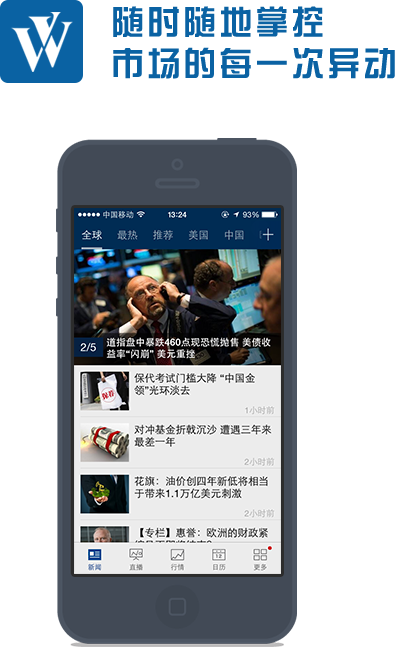 随时随地掌控
市场的每一次异动
中国移动 13:24 93%
全球 最热 推荐 美国 中国
2/5 道指盘中暴跌460点现恐慌抛售 美债收
益率“闪崩” 美元重挫
保代考试门槛大降 “中国金
领”光环淡去
1小时前
对冲基金折戟沉沙 遭遇三年来
最差一年
2小时前
花旗：油价创四年新低将相当
于带来1.1万亿美元刺激
2小时前
【专栏】惠誉：欧洲的财政紧
新闻 直播 行情 日历 更多